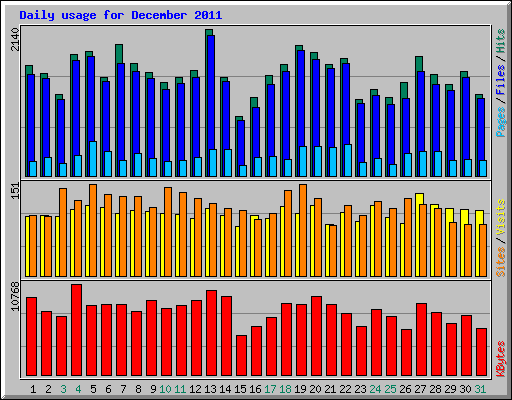 Daily usage for December 2011
2140
Pages/Files/Hits
151
Sites/Visits
10768
KBytes
1 2 3 4 5 6 7 8 9 10 11 12 13 14 15 16 17 18 19 20 21 22 23 24 25 26 27 28 29 30 31